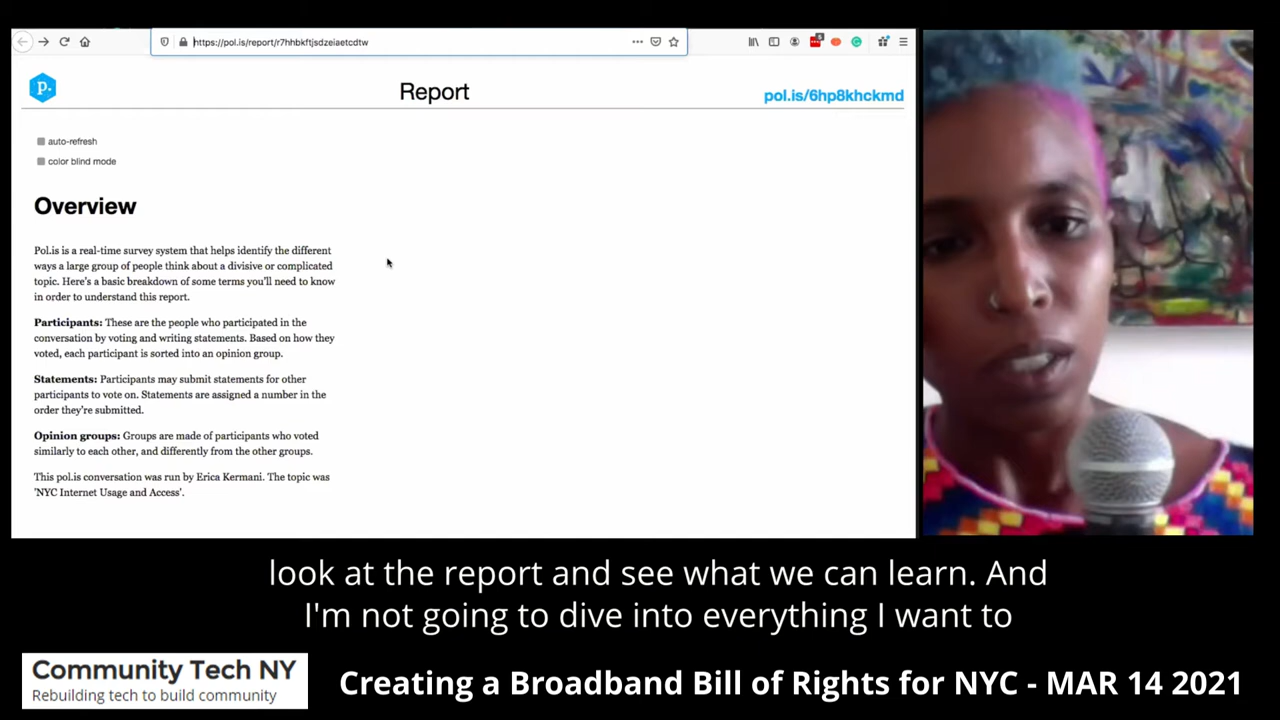 https://pol.is/report/r7hhbkftjsdzeiaetcdtw
p.
Report
pol.is/6hp8khckmd
auto-refresh
color blind mode
Overview
Pol.is is a real-time survey system that helps identify the different
ways a large group of people think about a divisive or complicated
topic. Here's a basic breakdown of some terms you'll need to know
in order to understand this report.
Participants: These are the people who participated in the
conversation by voting and writing statements. Based on how they
voted, each participant is sorted into an opinion group.
Statements: Participants may submit statements for other
participants to vote on. Statements are assigned a number in the
order they're submitted.
Opinion groups: Groups are made of participants who voted
similarly to each other, and differently from the other groups.
This pol.is conversation was run by Erica Kermani. The topic was
'NYC Internet Usage and Access'.
look at the report and see what we can learn. And
I'm not going to dive into everything I want to
Community Tech NY
Rebuilding tech to build community
Creating a Broadband Bill of Rights for NYC - MAR 14 2021